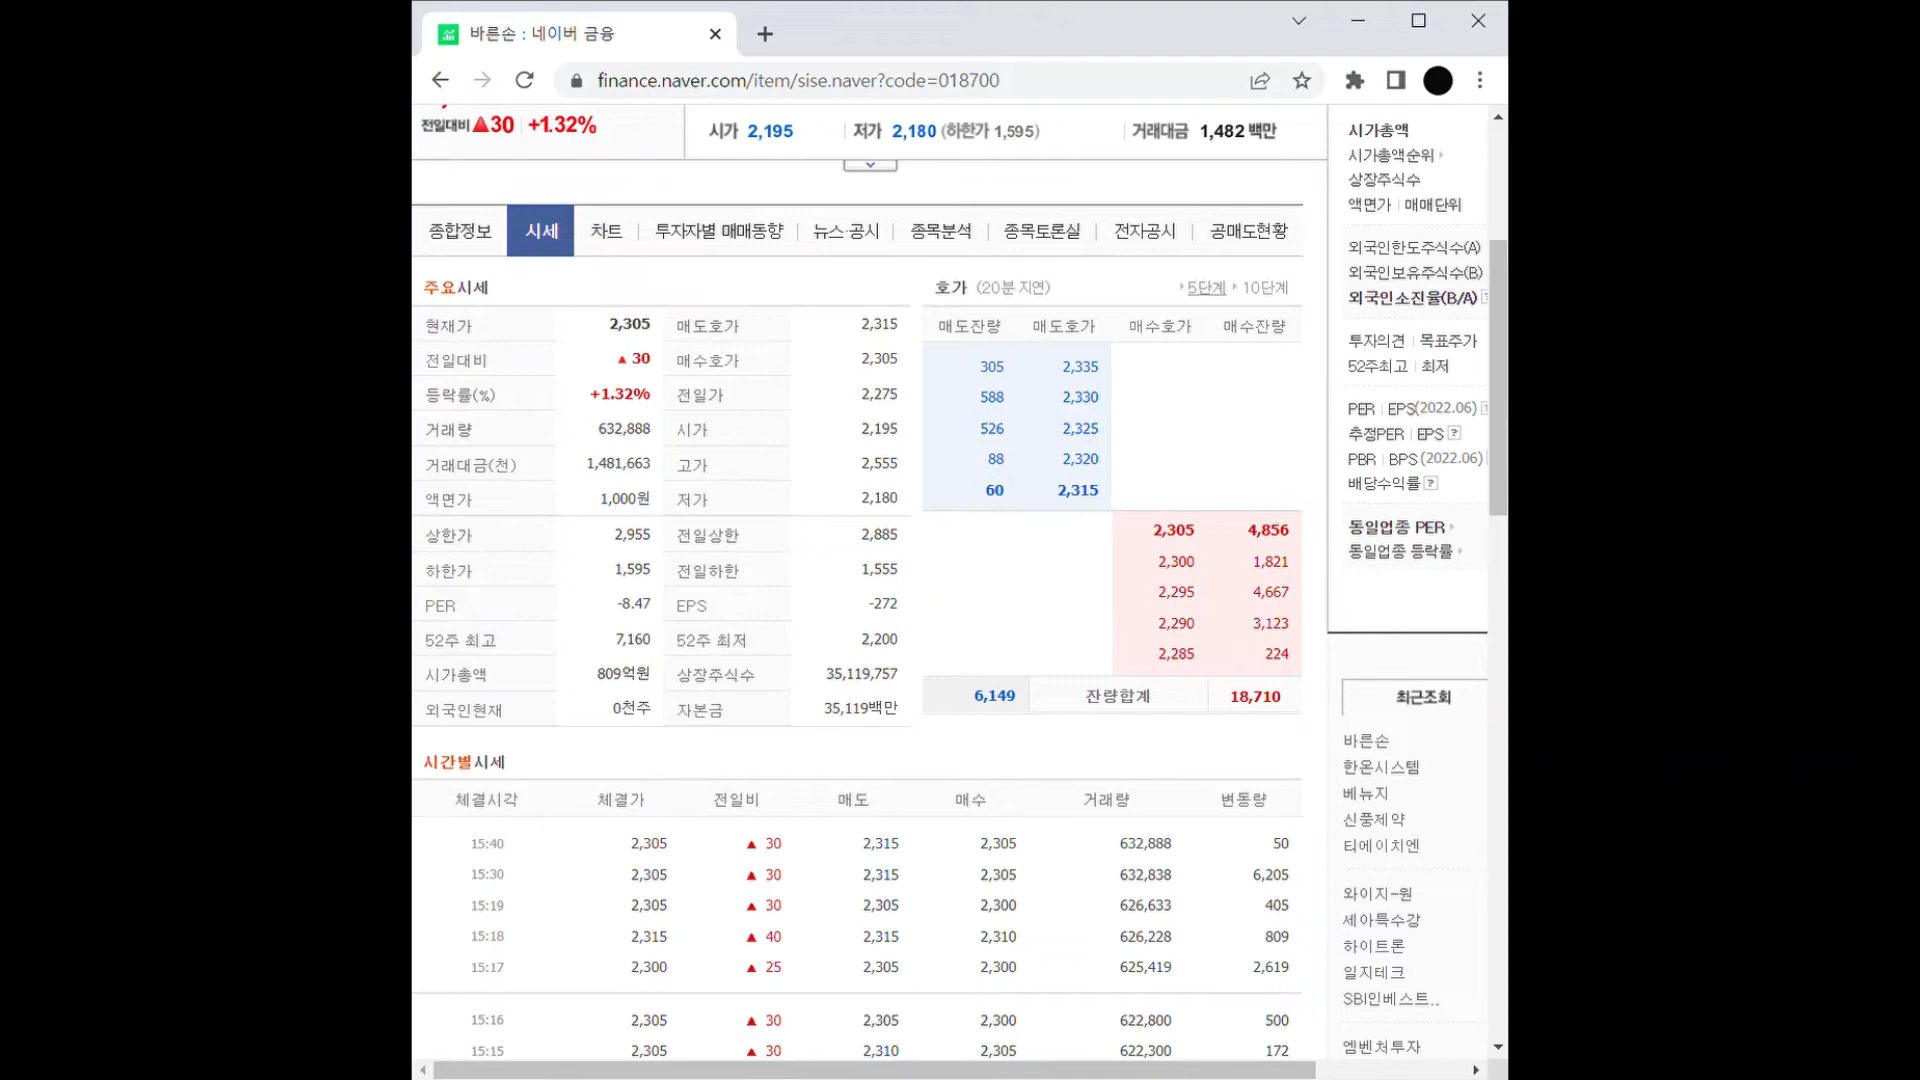 바른손 : 네이버 금융
finance.naver.com/item/sise.naver?code=018700
전일대비 ▲30 +1.32%
시가 2,195 저가 2,180 (하한가 1,595) 거래대금 1,482 백만
종합정보 시세 차트 투자자별 매매동향 뉴스·공시 종목분석 종목토론실 전자공시 공매도현황
주요시세
현재가 2,305 매도호가 2,315
전일대비 ▲ 30 매수호가 2,305
등락률(%) +1.32% 전일가 2,275
거래량 632,888 시가 2,195
거래대금(천) 1,481,663 고가 2,555
액면가 1,000원 저가 2,180
상한가 2,955 전일상한 2,885
하한가 1,595 전일하한 1,555
PER -8.47 EPS -272
52주 최고 7,160 52주 최저 2,200
시가총액 809억원 상장주식수 35,119,757
외국인현재 0천주 자본금 35,119백만
호가 (20분 지연) 5단계 10단계
매도잔량 매도호가 매수호가 매수잔량
305 2,335
588 2,330
526 2,325
88 2,320
60 2,315
2,305 4,856
2,300 1,821
2,295 4,667
2,290 3,123
2,285 224
6,149 잔량합계 18,710
시간별시세
체결시각 체결가 전일비 매도 매수 거래량 변동량
15:40 2,305 ▲ 30 2,315 2,305 632,888 50
15:30 2,305 ▲ 30 2,315 2,305 632,838 6,205
15:19 2,305 ▲ 30 2,305 2,300 626,633 405
15:18 2,315 ▲ 40 2,315 2,310 626,228 809
15:17 2,300 ▲ 25 2,305 2,300 625,419 2,619
15:16 2,305 ▲ 30 2,305 2,300 622,800 500
15:15 2,305 ▲ 30 2,310 2,305 622,300 172
시가총액
시가총액순위
상장주식수
액면가 매매단위
외국인한도주식수(A)
외국인보유주식수(B)
외국인소진율(B/A) ?
투자의견 목표주가
52주최고 최저
PER EPS(2022.06) ?
추정PER EPS ?
PBR BPS (2022.06)
배당수익률 ?
동일업종 PER
동일업종 등락률
최근조회
바른손
한온시스템
베뉴지
신풍제약
티에이치엔
와이지-원
세아특수강
하이트론
일지테크
SBI인베스트..
엠벤처투자